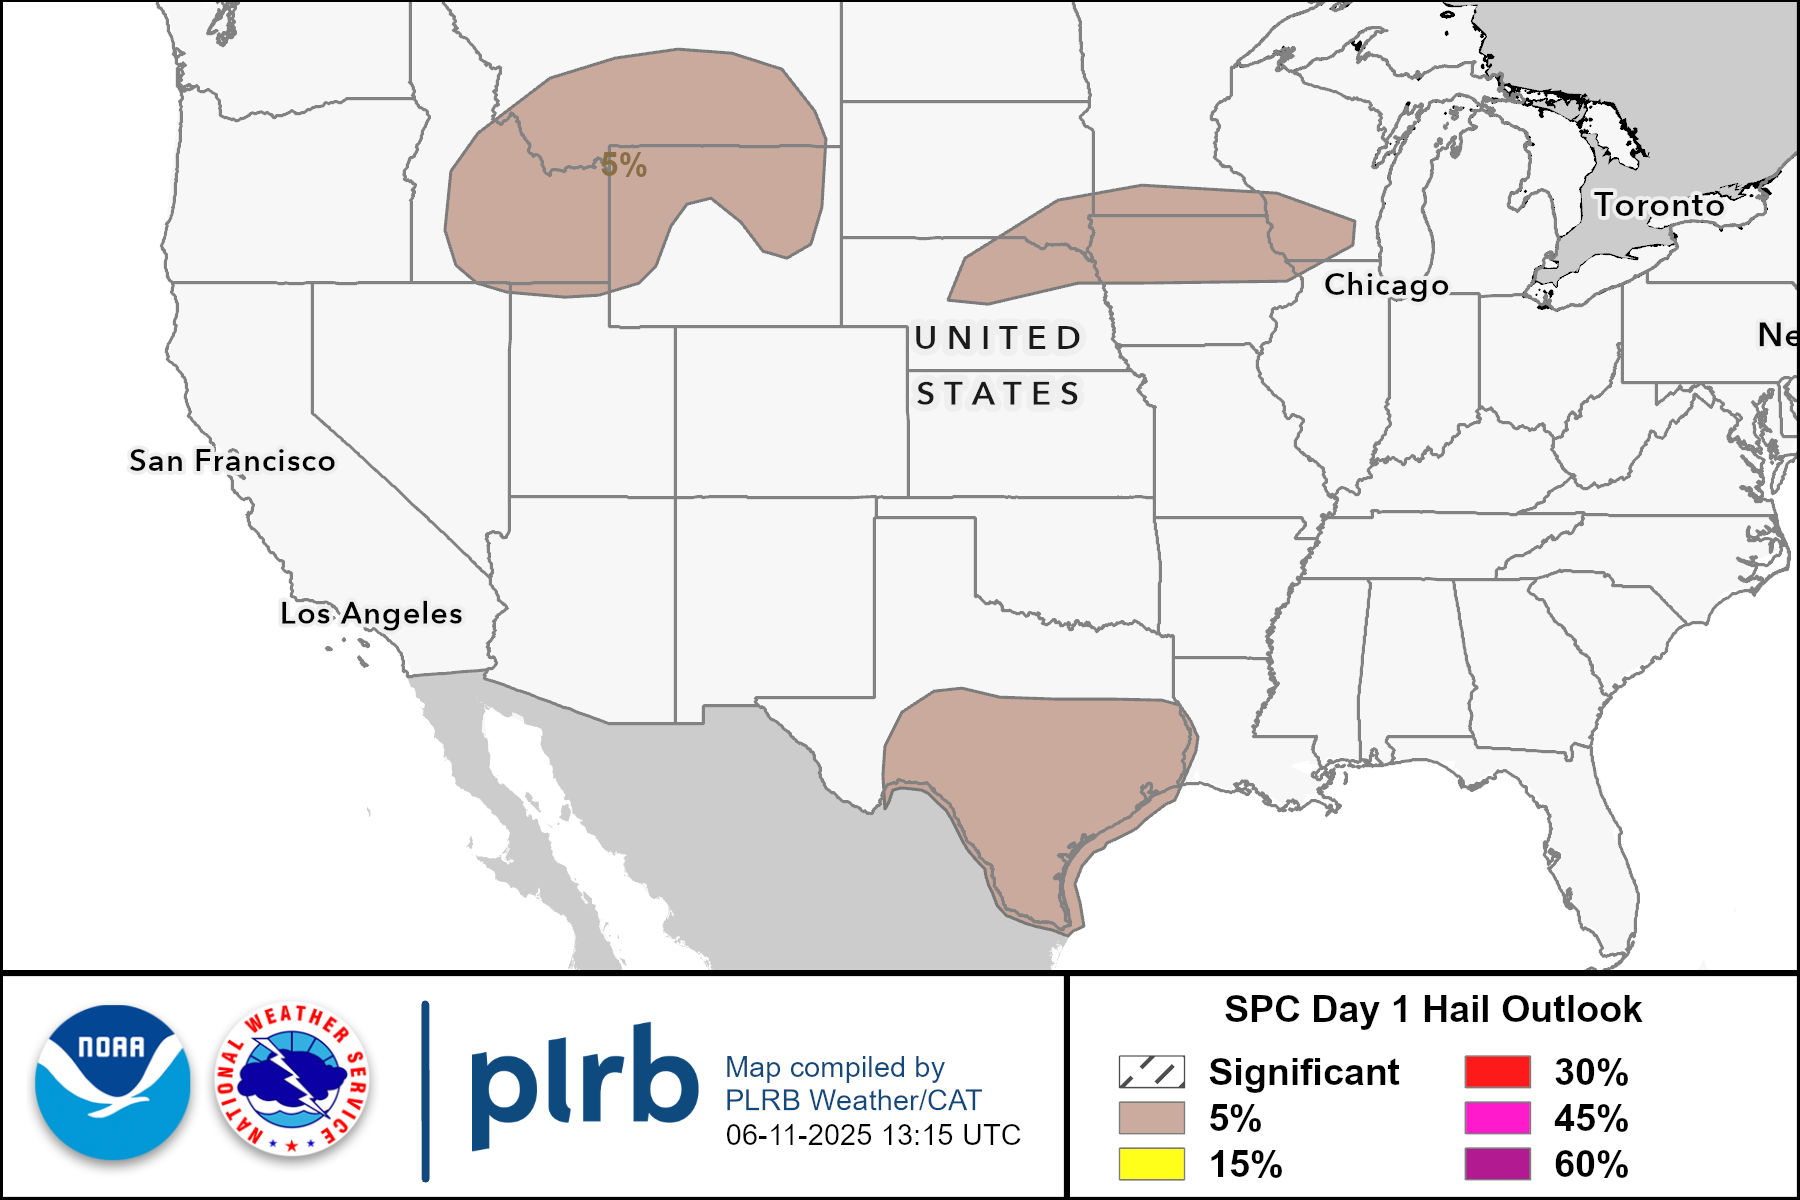 5%
Toronto
Chicago
Ne
UNITED
STATES
San Francisco
Los Angeles
NOAA
NATIONAL WEATHER SERVICE
plrb
Map compiled by
PLRB Weather/CAT
06-11-2025 13:15 UTC
SPC Day 1 Hail Outlook
Significant
5%
15%
30%
45%
60%